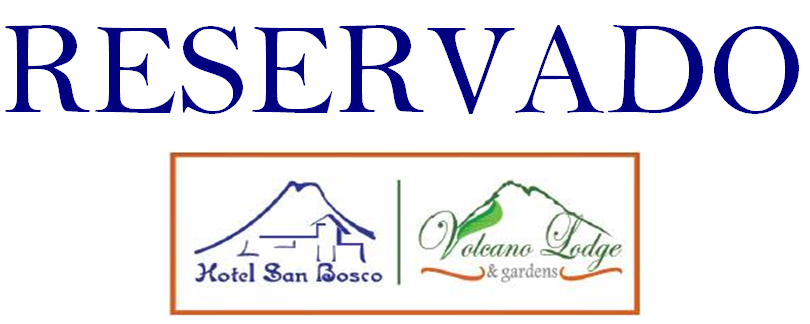 RESERVADO
Hotel San Bosco
Volcano Lodge
& gardens